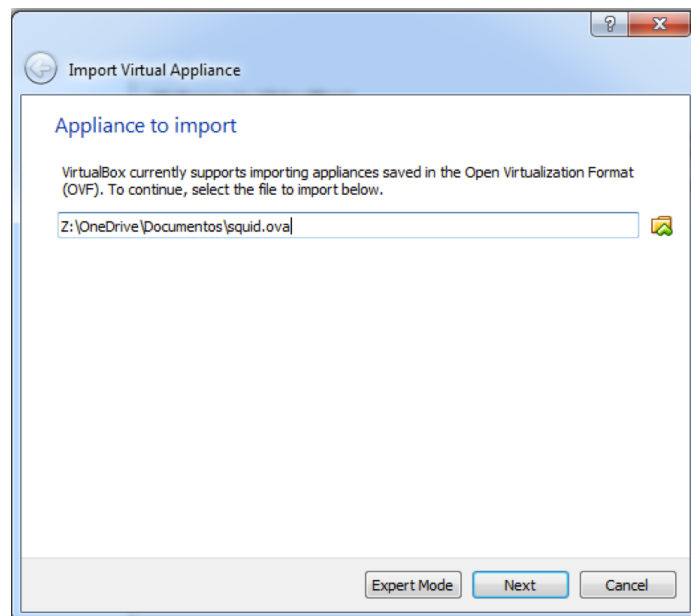 Import Virtual Appliance
Appliance to import
VirtualBox currently supports importing appliances saved in the Open Virtualization Format
(OVF). To continue, select the file to import below.
Z:\OneDrive\Documentos\squid.ova
Expert Mode Next Cancel